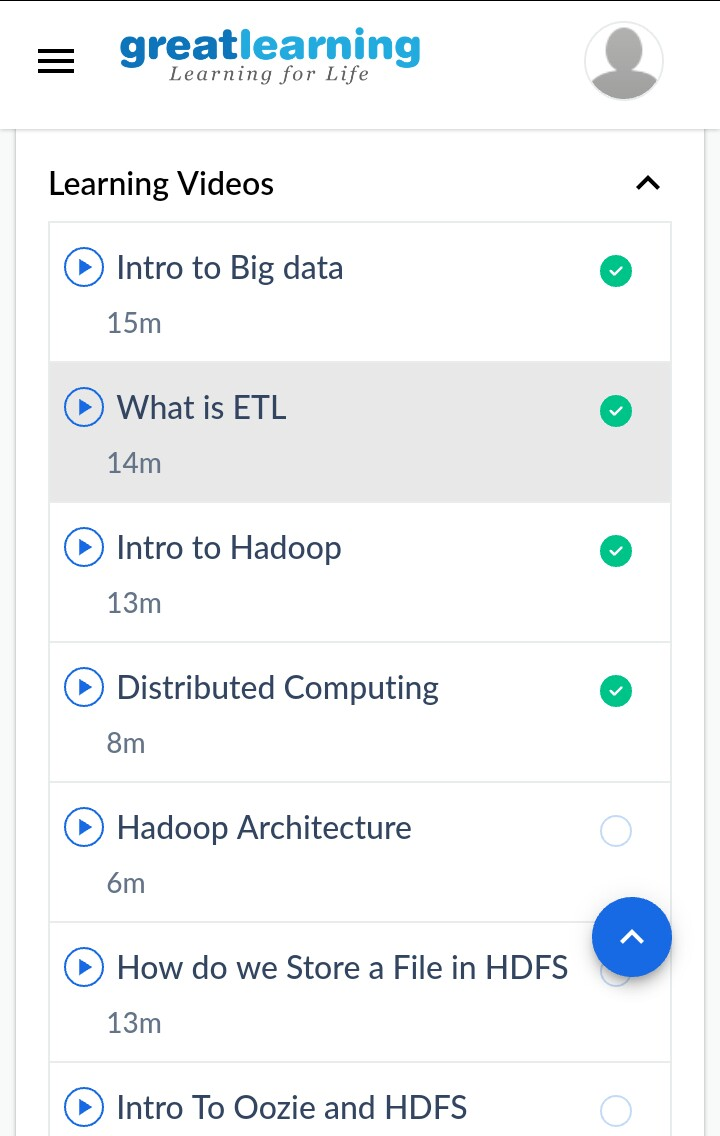 greatlearning
Learning for Life
Learning Videos
Intro to Big data
15m
What is ETL
14m
Intro to Hadoop
13m
Distributed Computing
8m
Hadoop Architecture
6m
How do we Store a File in HDFS
13m
Intro To Oozie and HDFS